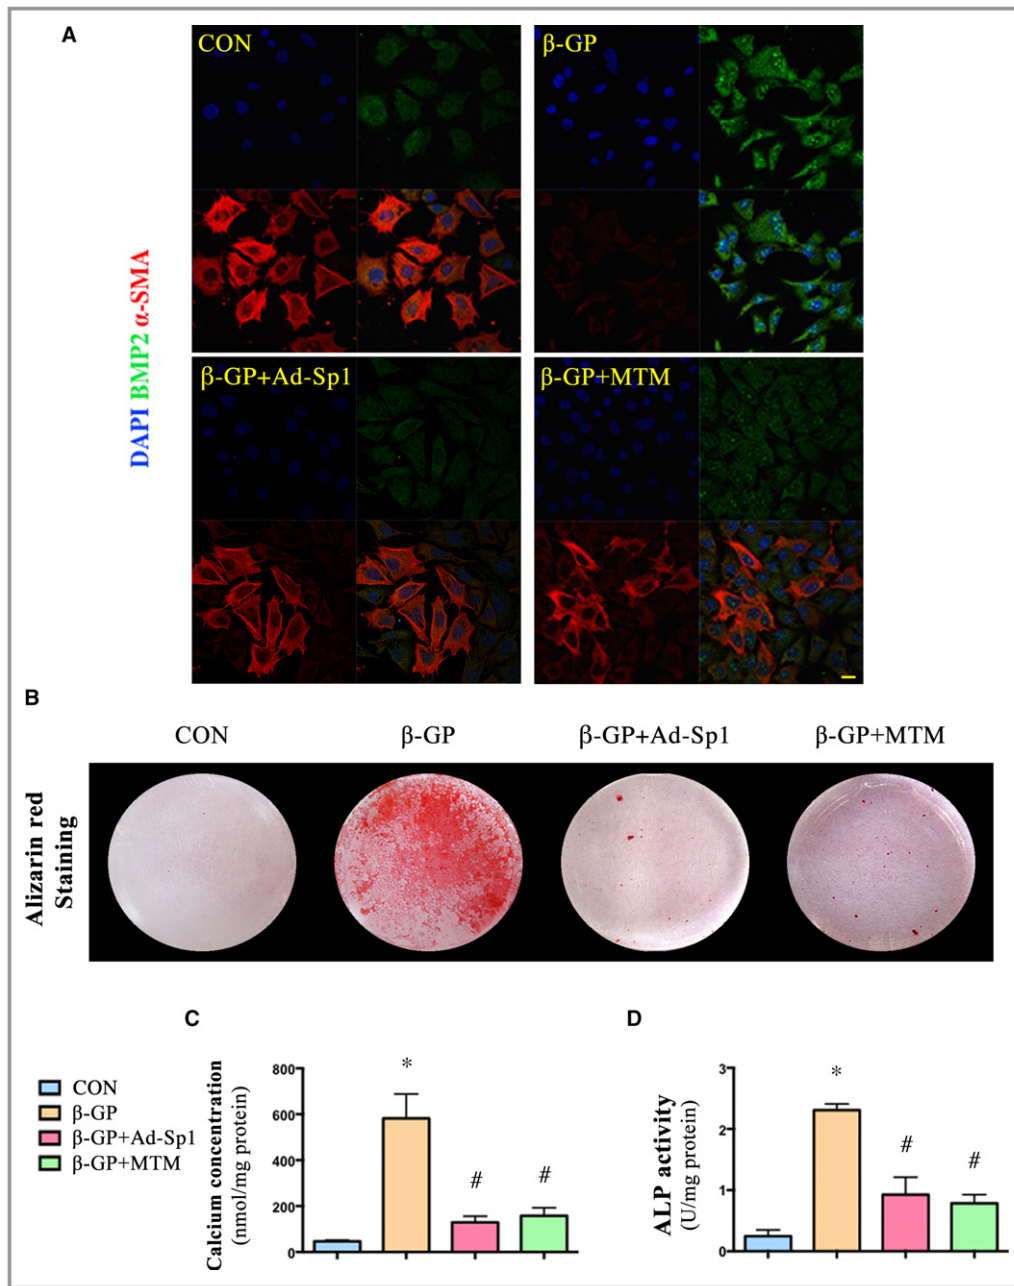 A
CON
β-GP
β-GP+Ad-Sp1
β-GP+MTM
DAPI BMP2 α-SMA
B
CON
β-GP
β-GP+Ad-Sp1
β-GP+MTM
Alizarin red
Staining
CON
β-GP
β-GP+Ad-Sp1
β-GP+MTM
C
Calcium concentration
(nmol/mg protein)
800
600
400
200
0
*
#
#
D
ALP activity
(U/mg protein)
3
2
1
0
*
#
#